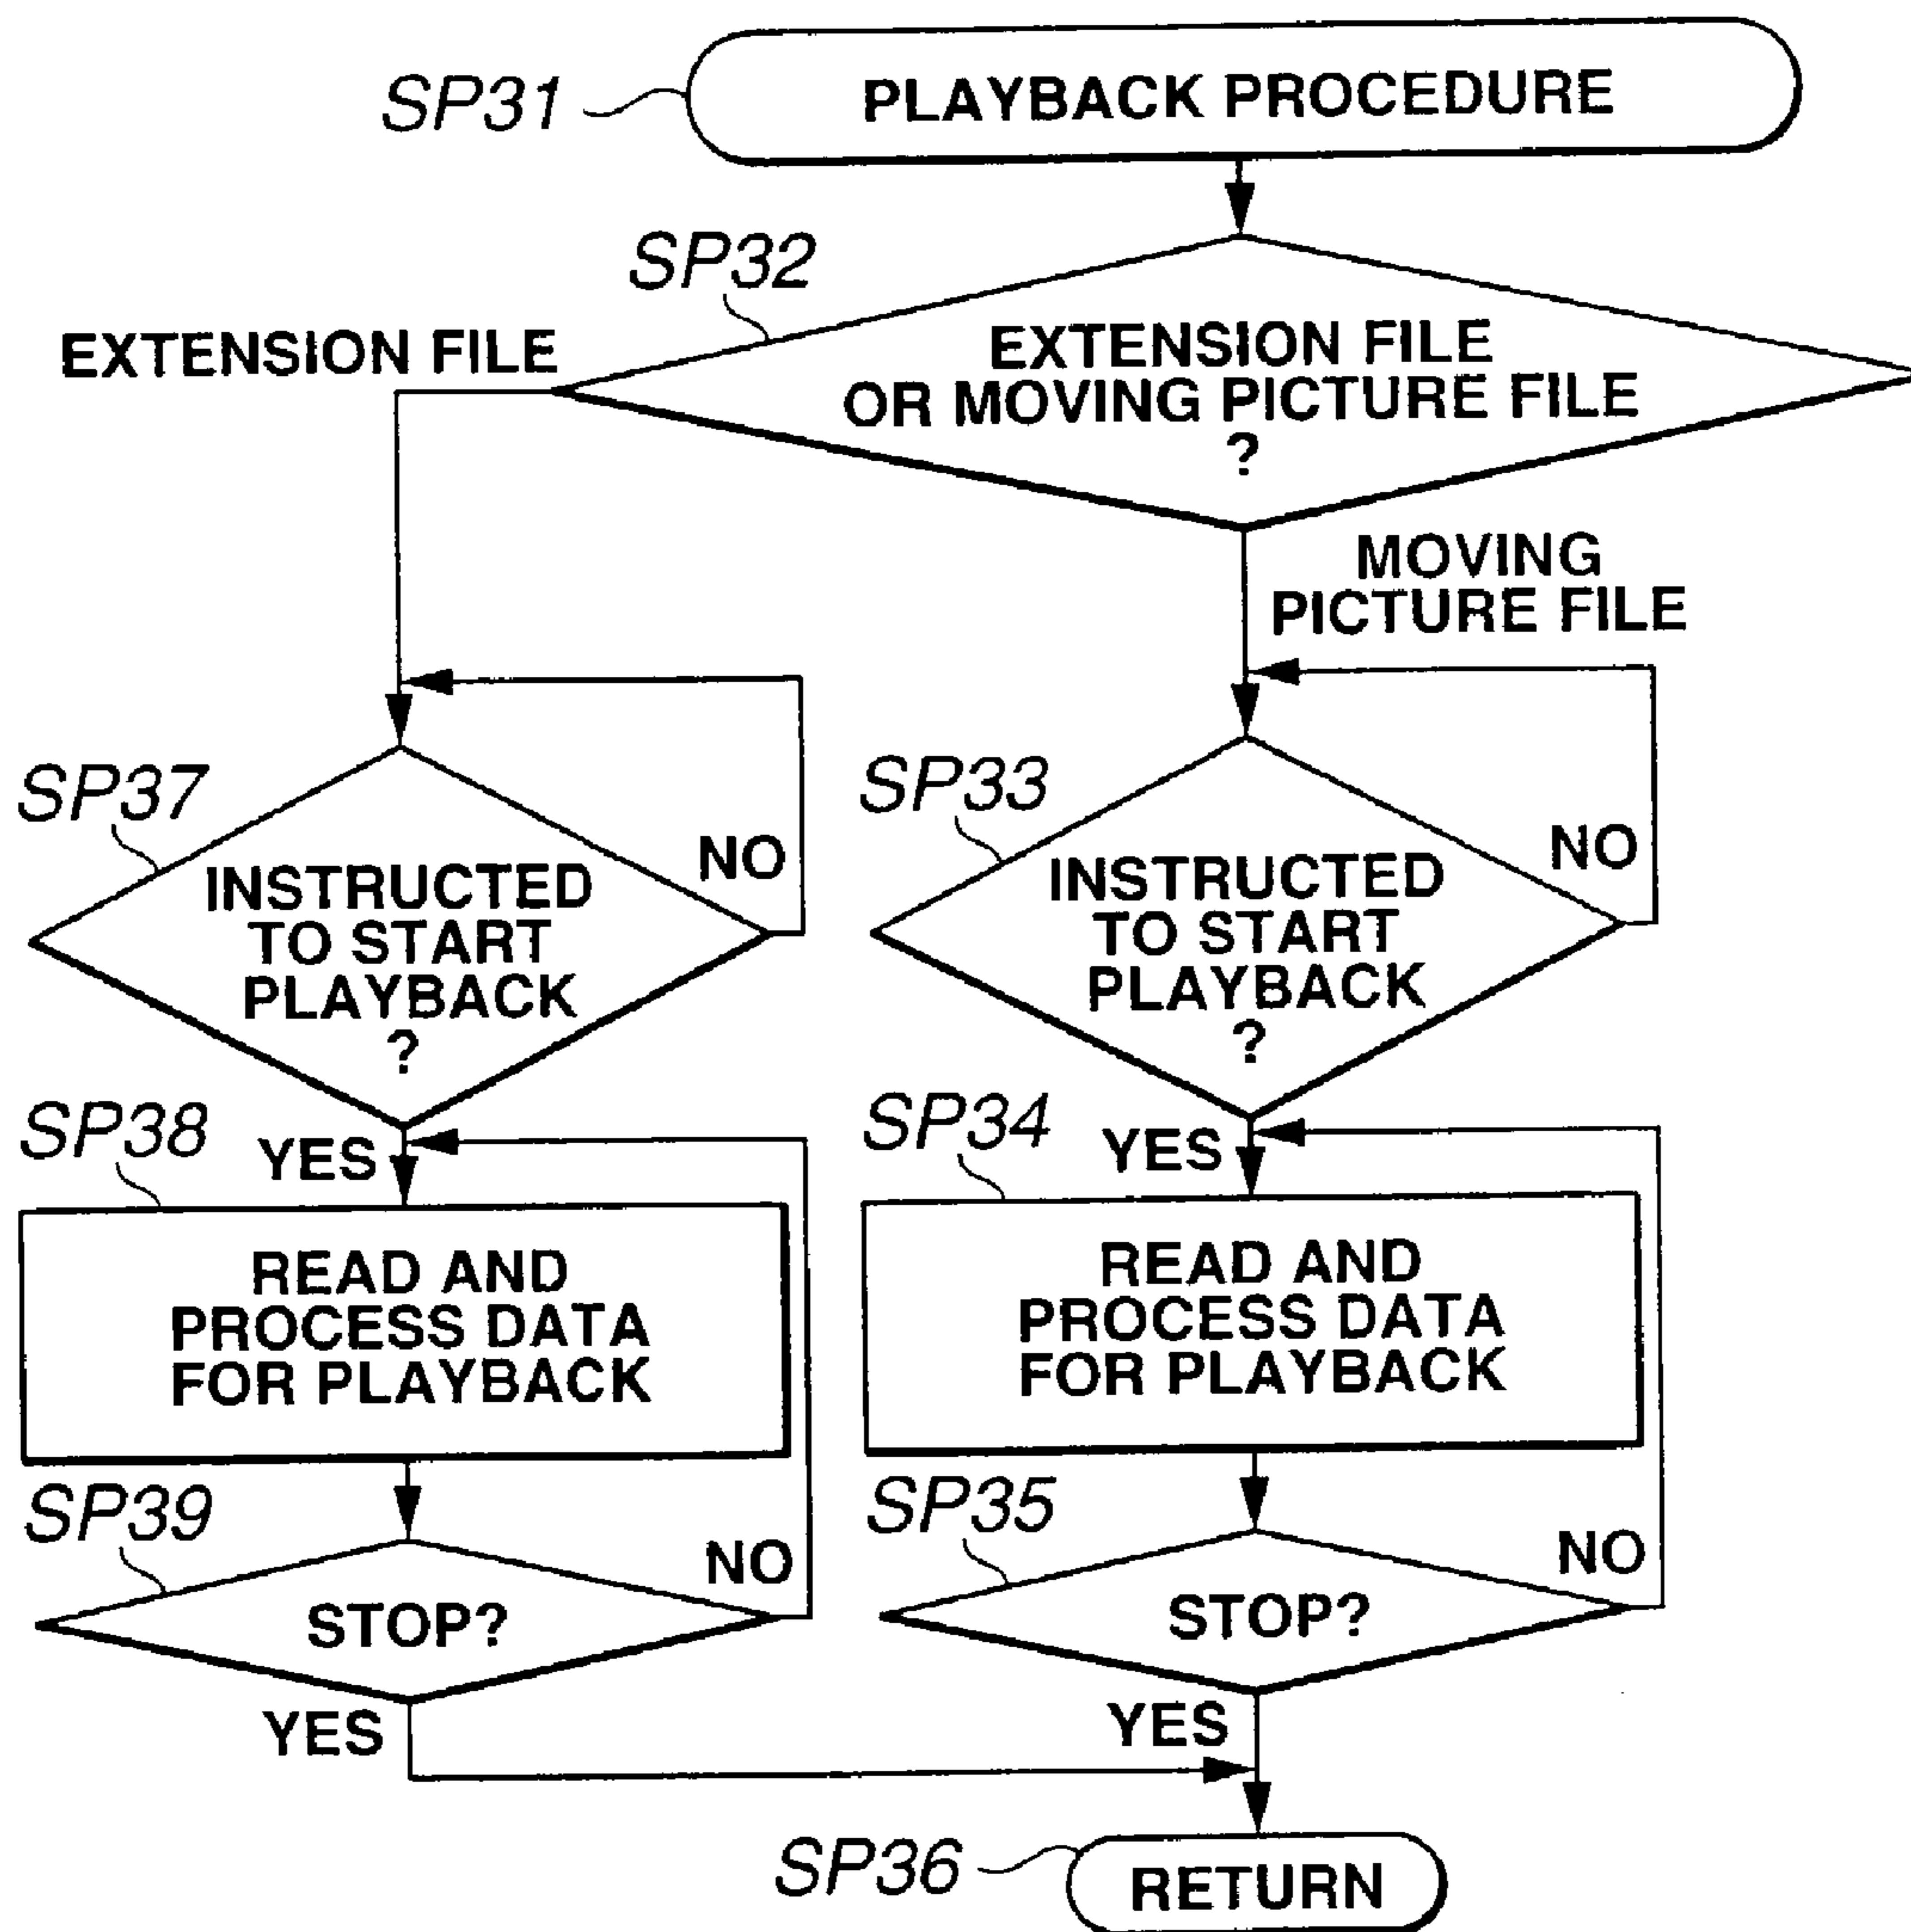 SP31
PLAYBACK PROCEDURE
SP32
EXTENSION FILE
EXTENSION FILE
OR MOVING PICTURE FILE
?
MOVING
PICTURE FILE
SP37
INSTRUCTED
TO START
PLAYBACK
?
NO
YES
SP38
READ AND
PROCESS DATA
FOR PLAYBACK
SP39
STOP?
NO
YES
SP33
INSTRUCTED
TO START
PLAYBACK
?
NO
YES
SP34
READ AND
PROCESS DATA
FOR PLAYBACK
SP35
STOP?
NO
YES
SP36
RETURN